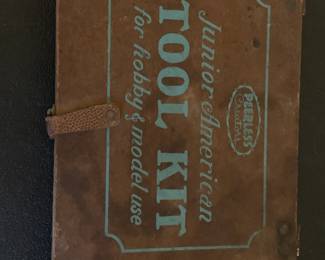 PEERLESS
Junior American
TOOL KIT
for hobby & model use